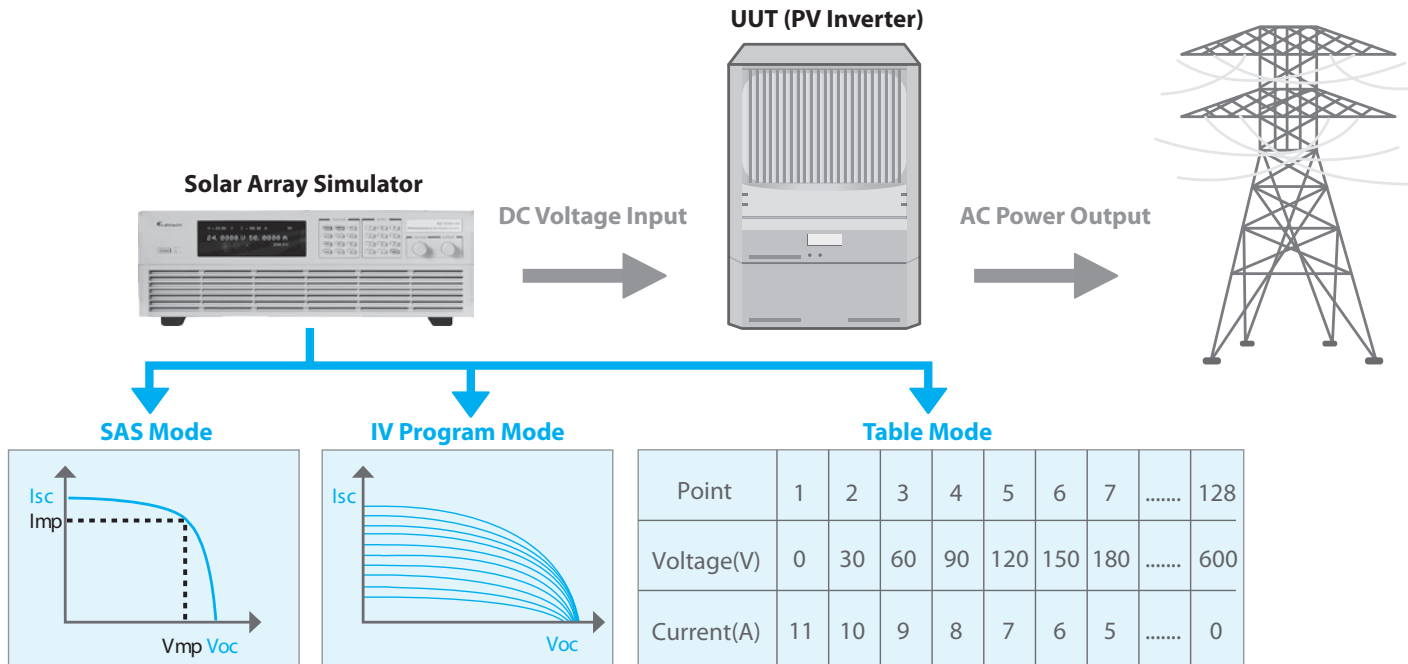 UUT (PV Inverter)
Solar Array Simulator
DC Voltage Input
AC Power Output
SAS Mode
IV Program Mode
Table Mode
Isc
Imp
Vmp Voc
Isc
Voc
Point 1 2 3 4 5 6 7 ....... 128
Voltage(V) 0 30 60 90 120 150 180 ....... 600
Current(A) 11 10 9 8 7 6 5 ....... 0